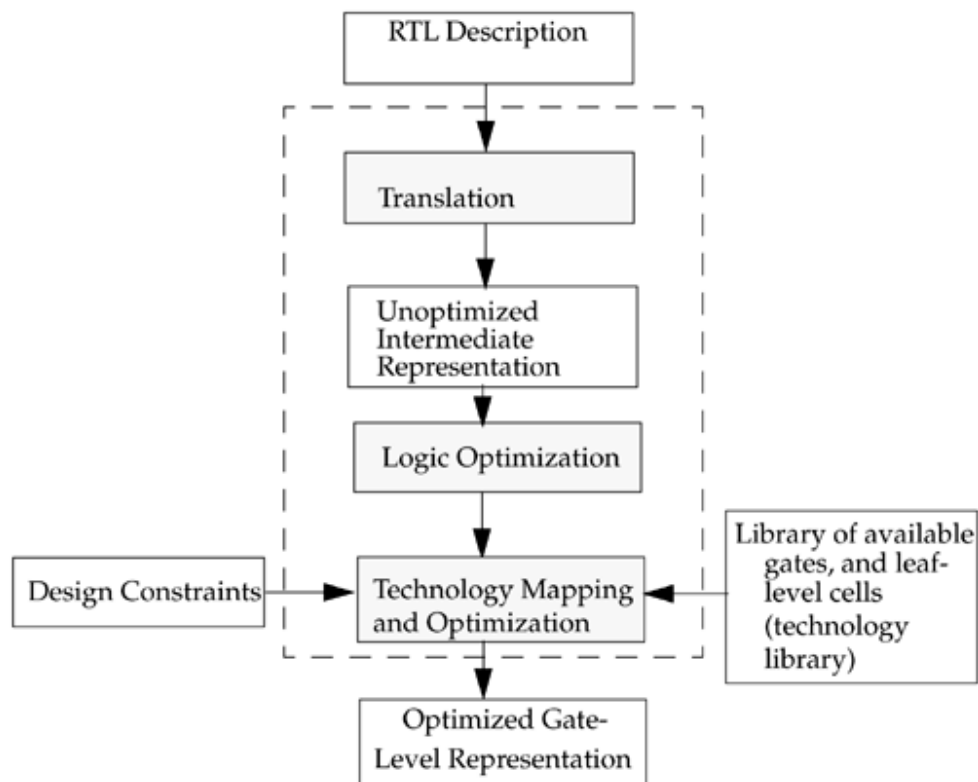 RTL Description
Translation
Unoptimized
Intermediate
Representation
Logic Optimization
Design Constraints
Technology Mapping
and Optimization
Library of available
gates, and leaf-
level cells
(technology
library)
Optimized Gate-
Level Representation